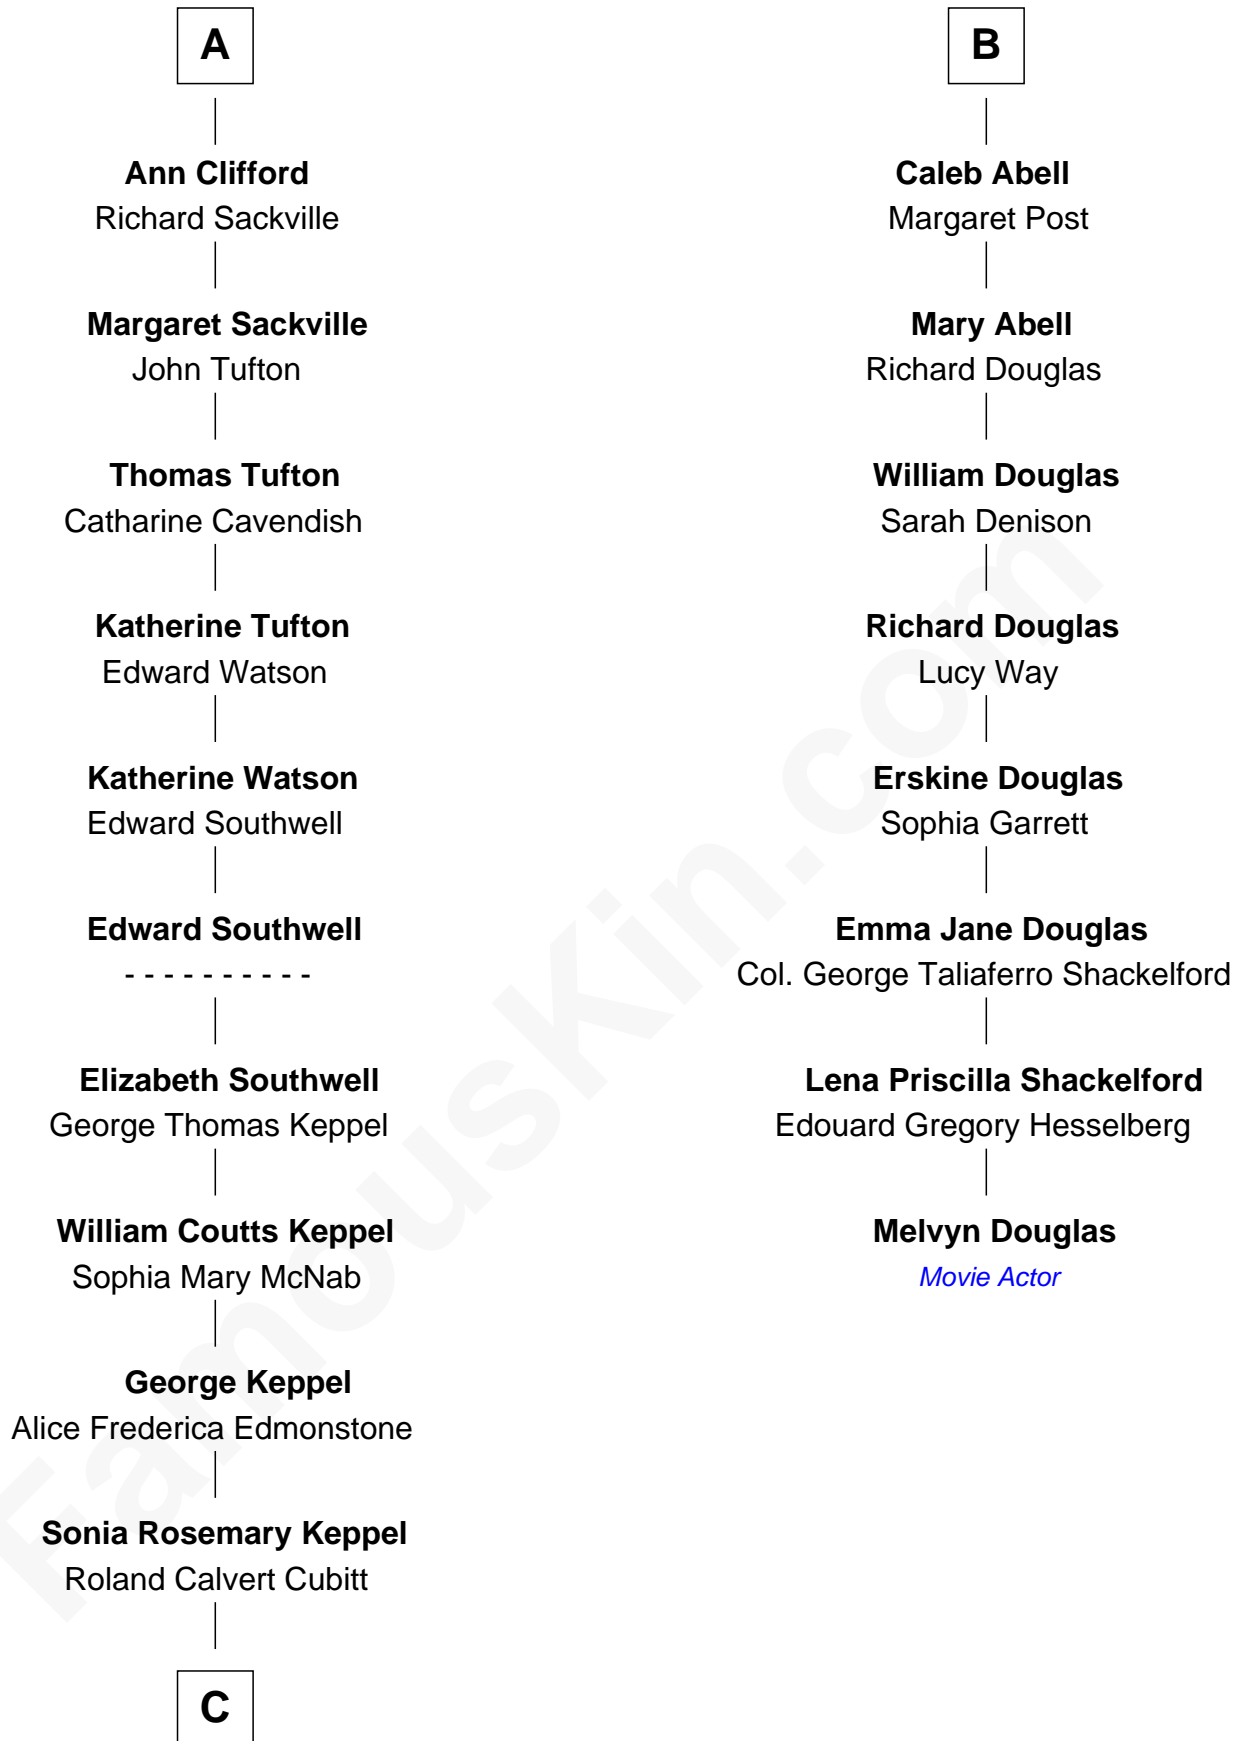 A
Ann Clifford
Richard Sackville
Margaret Sackville
John Tufton
Thomas Tufton
Catharine Cavendish
Katherine Tufton
Edward Watson
Katherine Watson
Edward Southwell
Edward Southwell
- - - - - - - - - -
Elizabeth Southwell
George Thomas Keppel
William Coutts Keppel
Sophia Mary McNab
George Keppel
Alice Frederica Edmonstone
Sonia Rosemary Keppel
Roland Calvert Cubitt
C
B
Caleb Abell
Margaret Post
Mary Abell
Richard Douglas
William Douglas
Sarah Denison
Richard Douglas
Lucy Way
Erskine Douglas
Sophia Garrett
Emma Jane Douglas
Col. George Taliaferro Shackelford
Lena Priscilla Shackelford
Edouard Gregory Hesselberg
Melvyn Douglas
Movie Actor
FamousKin.com